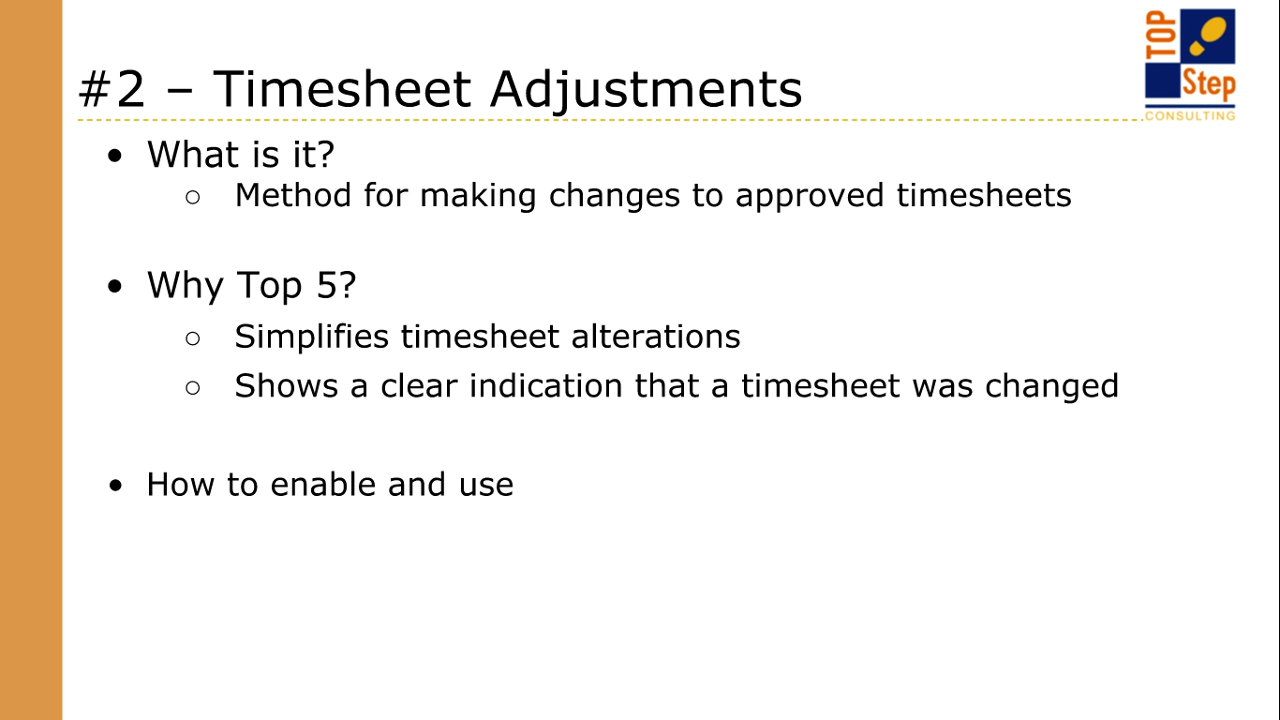 TOP
Step
CONSULTING
#2 – Timesheet Adjustments
• What is it?
○ Method for making changes to approved timesheets
• Why Top 5?
○ Simplifies timesheet alterations
○ Shows a clear indication that a timesheet was changed
• How to enable and use